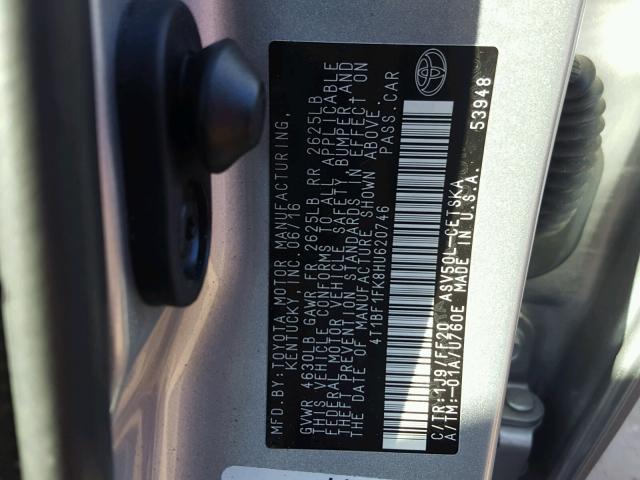 MFD.BY:TOYOTA MOTOR MANUFACTURING,
KENTUCKY, INC. 06/16
GVWR 4630LB GAWR FR 2625LB RR 2625LB
THIS VEHICLE CONFORMS TO ALL APPLICABLE
FEDERAL MOTOR VEHICLE SAFETY, BUMPER, AND
THEFT PREVENTION STANDARDS IN EFFECT ON
THE DATE OF MANUFACTURE SHOWN ABOVE.
4T1BF1FK8HU620746 PASS.CAR
C/TR:1J9/FF20 ASV50L-CETSKA
A/TM:-01A/U760E MADE IN U.S.A.
53948